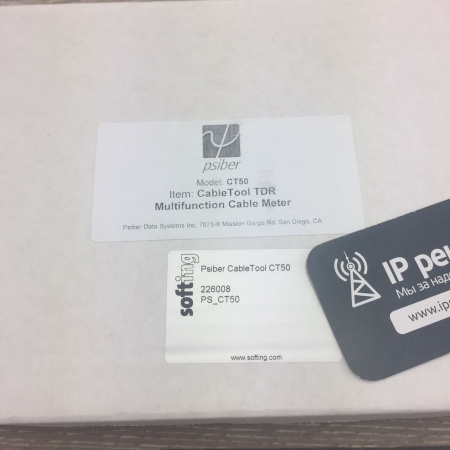 psiber
Model: CT50
Item: CableTool TDR
Multifunction Cable Meter
Psiber Data Systems Inc. 7075-K Mission Gorge Rd. San Diego, CA.
softing
Psiber CableTool CT50
226008
PS_CT50
www.softing.com
IP
Мы за
www.ips